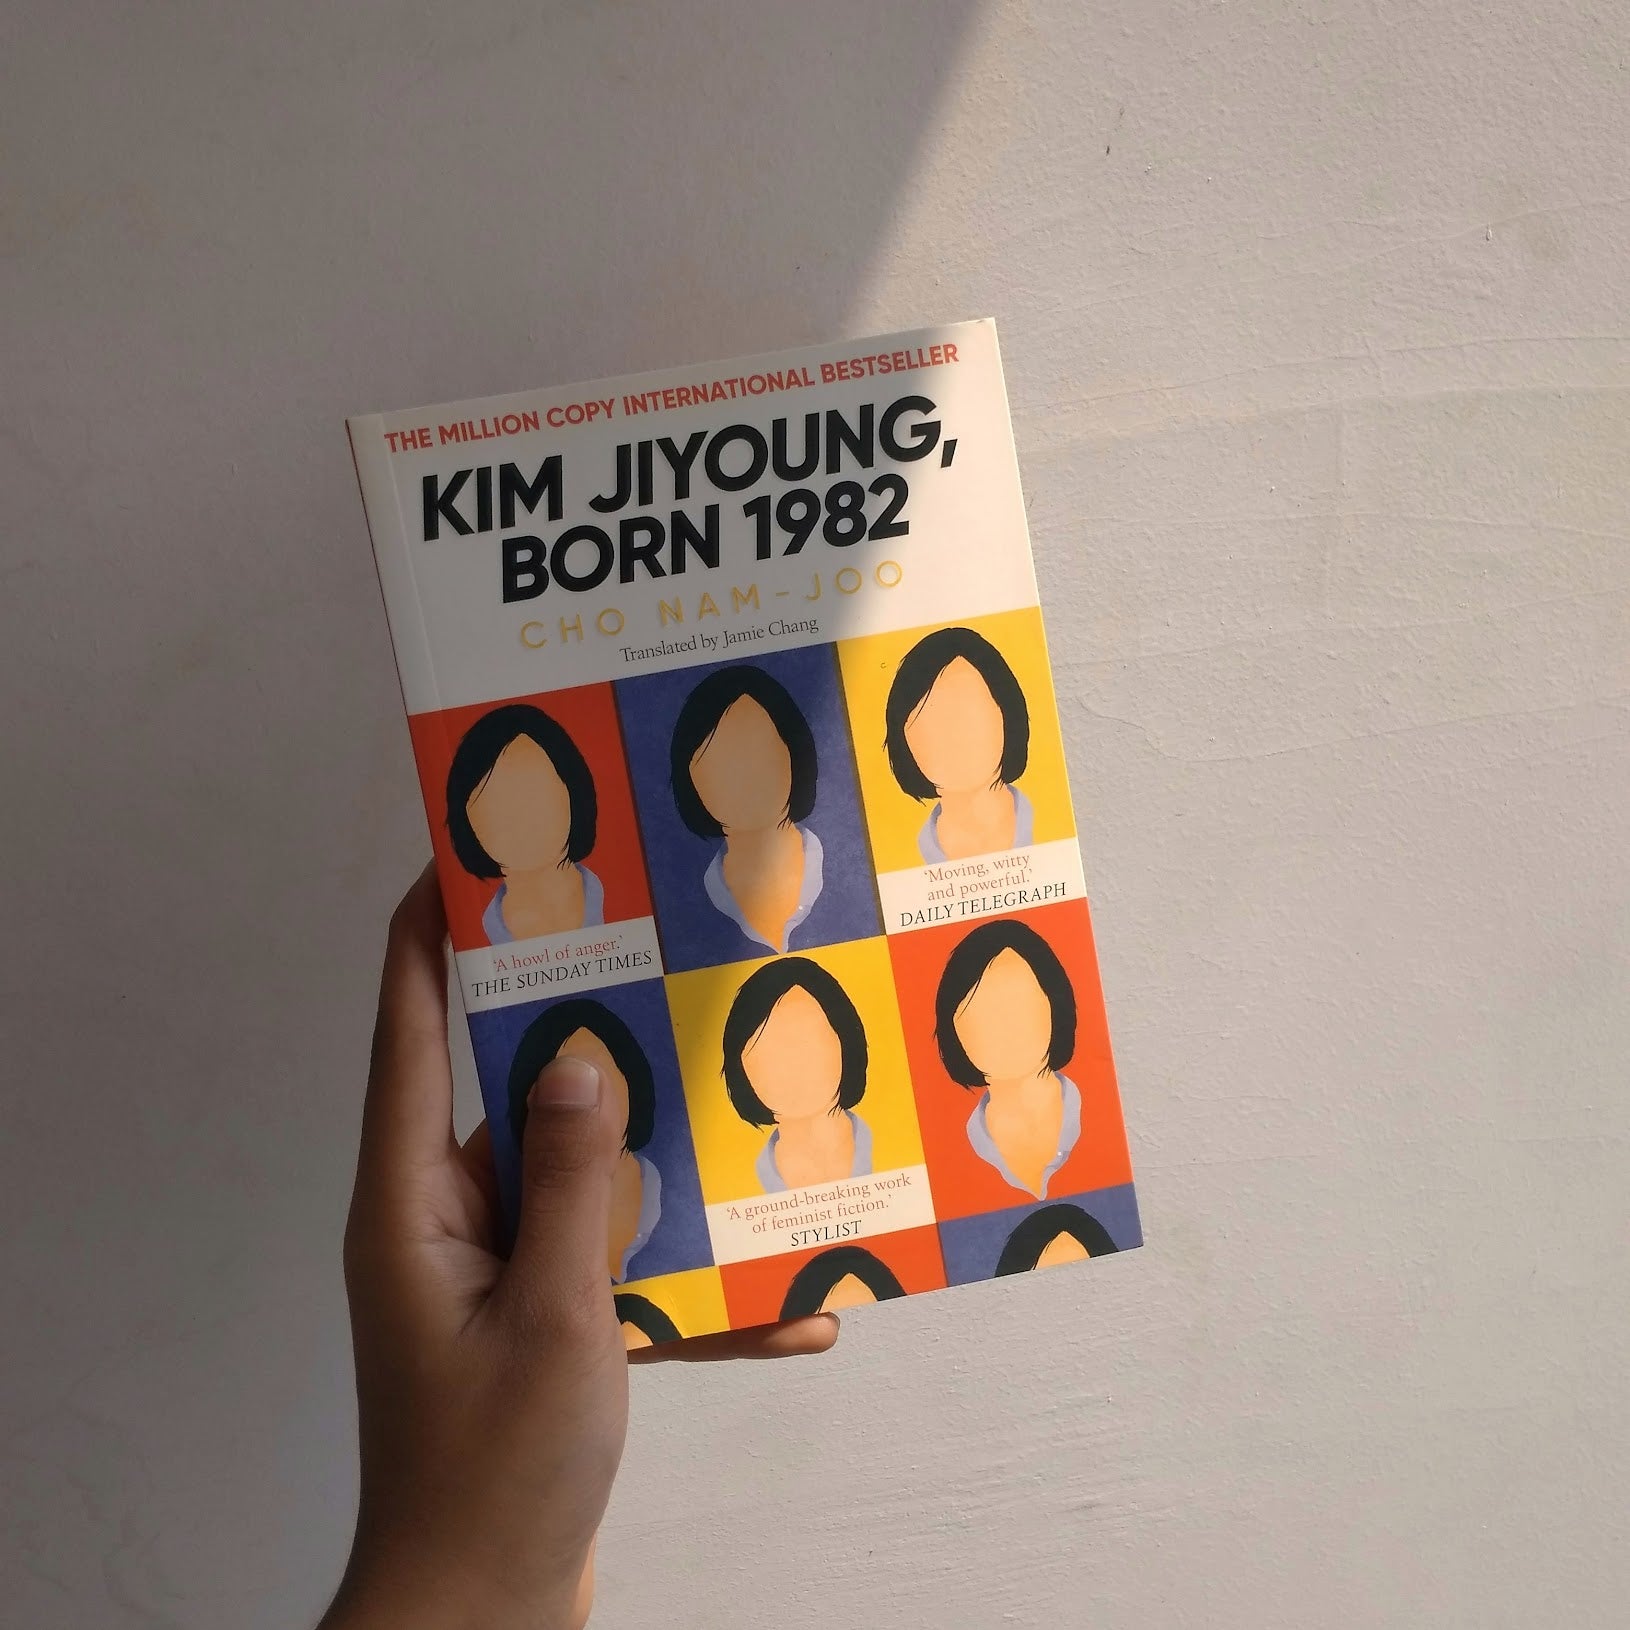 THE MILLION COPY INTERNATIONAL BESTSELLER
KIM JIYOUNG,
BORN 1982
CHO NAM-JOO
Translated by Jamie Chang
‘Moving, witty
and powerful.’
DAILY TELEGRAPH
‘A howl of anger.’
THE SUNDAY TIMES
‘A ground-breaking work
of feminist fiction.’
STYLIST